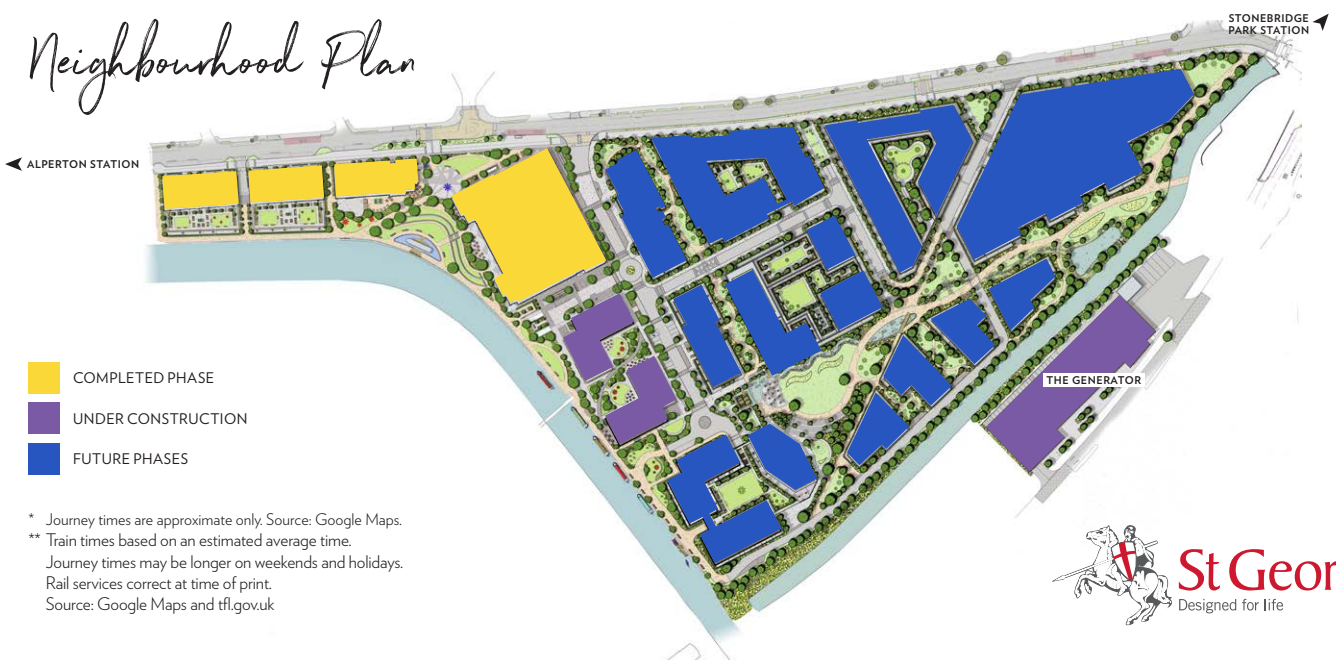 Neighbourhood Plan
STONEBRIDGE
PARK STATION
ALPERTON STATION
COMPLETED PHASE
UNDER CONSTRUCTION
FUTURE PHASES
THE GENERATOR
* Journey times are approximate only. Source: Google Maps.
** Train times based on an estimated average time.
Journey times may be longer on weekends and holidays.
Rail services correct at time of print.
Source: Google Maps and tfl.gov.uk
St Geor
Designed for life